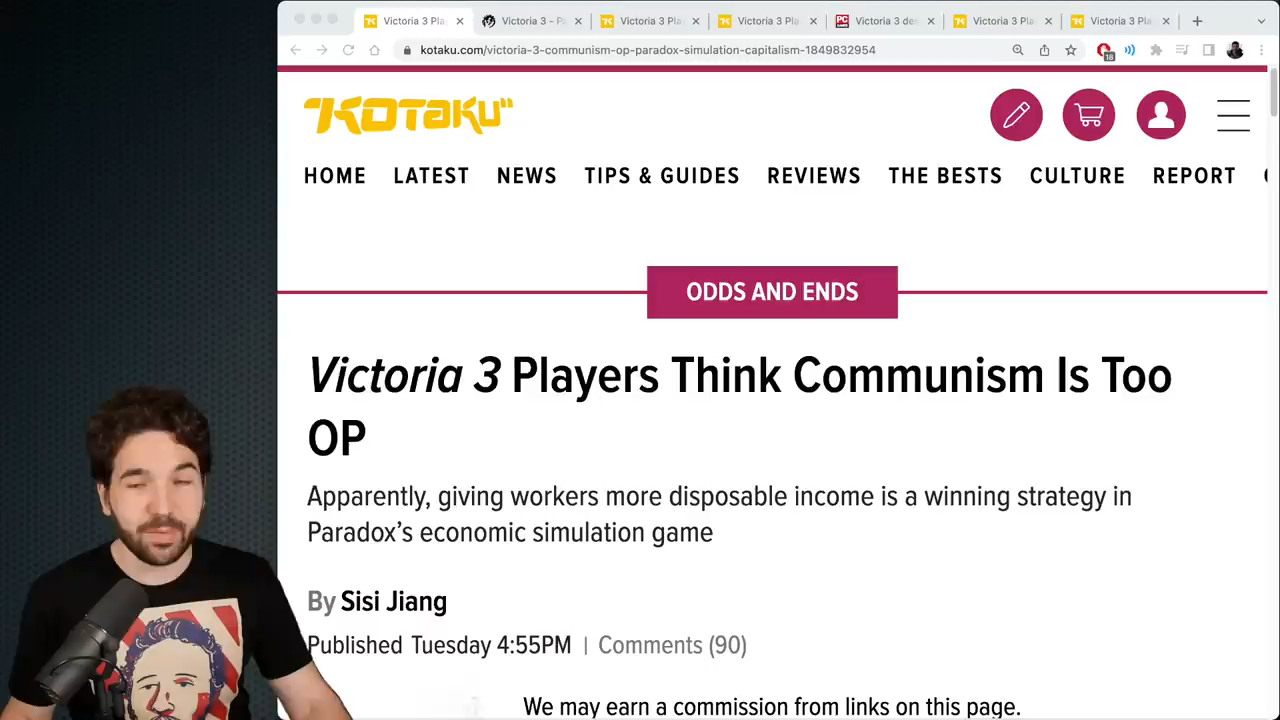 Victoria 3 Pla
Victoria 3 - Pa
Victoria 3 Pla
Victoria 3 Pla
PC
Victoria 3 des
Victoria 3 Pla
Victoria 3 Pla
kotaku.com/victoria-3-communism-op-paradox-simulation-capitalism-1849832954
18
KOTAKU
HOME LATEST NEWS TIPS & GUIDES REVIEWS THE BESTS CULTURE REPORT
ODDS AND ENDS
Victoria 3 Players Think Communism Is Too
OP
Apparently, giving workers more disposable income is a winning strategy in
Paradox’s economic simulation game
By Sisi Jiang
Published Tuesday 4:55PM | Comments (90)
We may earn a commission from links on this page.